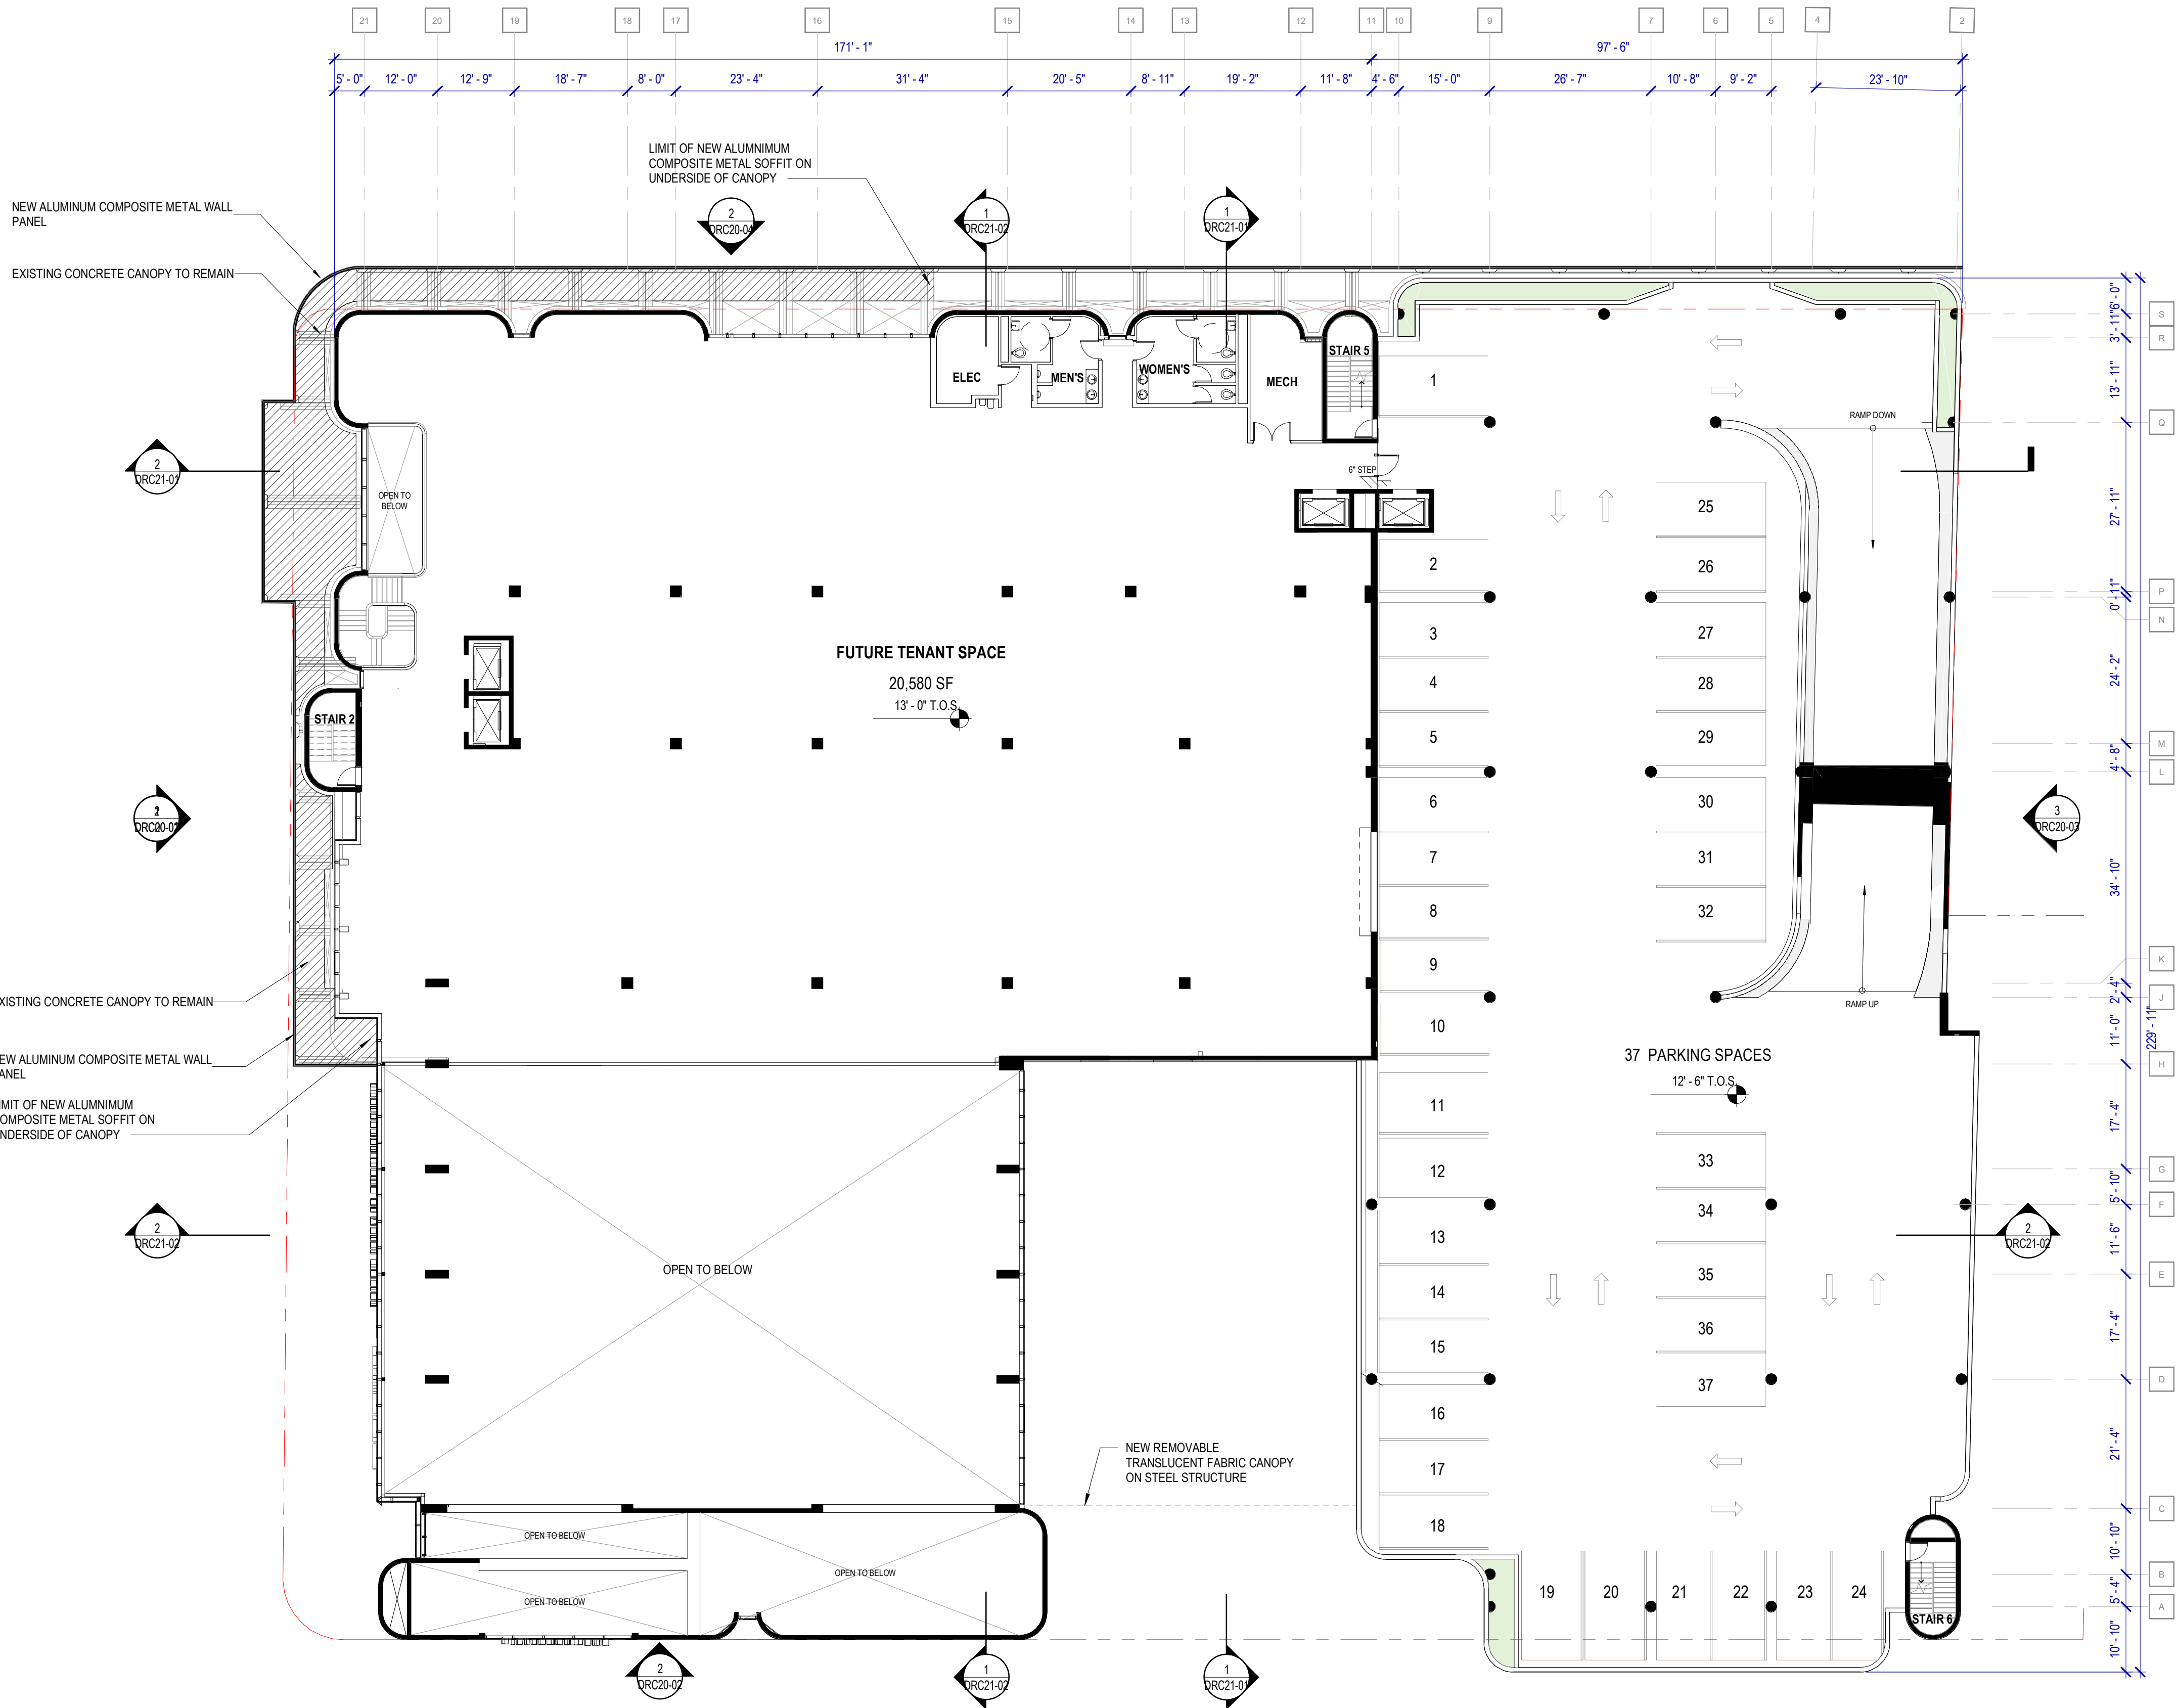 21 20 19 18 17 16 15 14 13 12 11 10 9 7 6 5 4 2
171' - 1" 97' - 6"
5' - 0" 12' - 0" 12' - 9" 18' - 7" 8' - 0" 23' - 4" 31' - 4" 20' - 5" 8' - 11" 19' - 2" 11' - 8" 4' - 6" 15' - 0" 26' - 7" 10' - 8" 9' - 2" 23' - 10"
LIMIT OF NEW ALUMNIMUM
COMPOSITE METAL SOFFIT ON
UNDERSIDE OF CANOPY
NEW ALUMINUM COMPOSITE METAL WALL
PANEL
EXISTING CONCRETE CANOPY TO REMAIN
2
DRC20-04
1
DRC21-02
1
DRC21-01
ELEC
MEN'S
WOMEN'S
MECH
STAIR 5
6" STEP
RAMP DOWN
2
DRC21-01
OPEN TO
BELOW
STAIR 2
FUTURE TENANT SPACE
20,580 SF
13' - 0" T.O.S.
2
3
DRC20-03
RAMP UP
XISTING CONCRETE CANOPY TO REMAIN
EW ALUMINUM COMPOSITE METAL WALL
ANEL
IMIT OF NEW ALUMNIMUM
OMPOSITE METAL SOFFIT ON
NDERSIDE OF CANOPY
37 PARKING SPACES
12' - 6" T.O.S.
2
DRC21-02
2
DRC21-02
OPEN TO BELOW
NEW REMOVABLE
TRANSLUCENT FABRIC CANOPY
ON STEEL STRUCTURE
OPEN TO BELOW
OPEN TO BELOW
OPEN TO BELOW
STAIR 6
2
DRC20-02
1
DRC21-02
1
DRC21-01
1
2
3
4
5
6
7
8
9
10
11
12
13
14
15
16
17
18
19 20 21 22 23 24
25
26
27
28
29
30
31
32
33
34
35
36
37
6' - 0"
3' - 11"
13' - 11"
27' - 11"
0' - 11"
24' - 2"
4' - 8"
34' - 10"
2' - 4"
11' - 0"
229' - 11"
17' - 4"
5' - 10"
11' - 6"
17' - 4"
21' - 4"
10' - 10"
5' - 4"
10' - 10"
S
R
Q
P
N
M
L
K
J
H
G
F
E
D
C
B
A